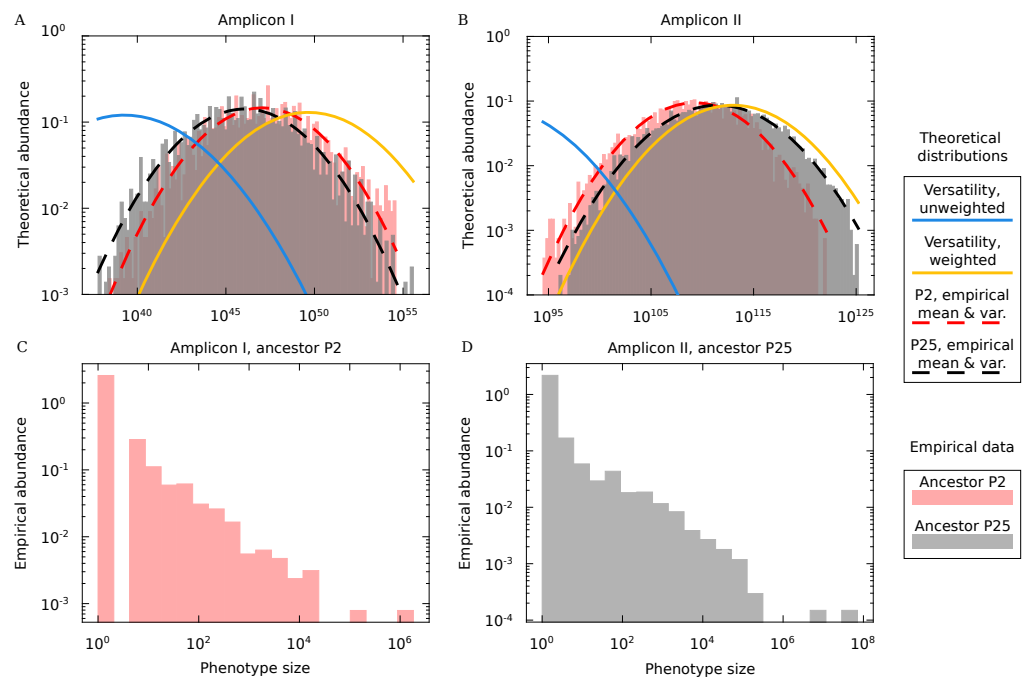 A
Amplicon I
Theoretical abundance
10^0
10^-1
10^-2
10^-3
10^40
10^45
10^50
10^55
B
Amplicon II
Theoretical abundance
10^0
10^-1
10^-2
10^-3
10^-4
10^95
10^105
10^115
10^125
Theoretical
distributions
Versatility,
unweighted
Versatility,
weighted
P2, empirical
mean & var.
P25, empirical
mean & var.
C
Amplicon I, ancestor P2
Empirical abundance
10^0
10^-1
10^-2
10^-3
10^0
10^2
10^4
10^6
Phenotype size
D
Amplicon II, ancestor P25
Empirical abundance
10^0
10^-1
10^-2
10^-3
10^-4
10^0
10^2
10^4
10^6
10^8
Phenotype size
Empirical data
Ancestor P2
Ancestor P25